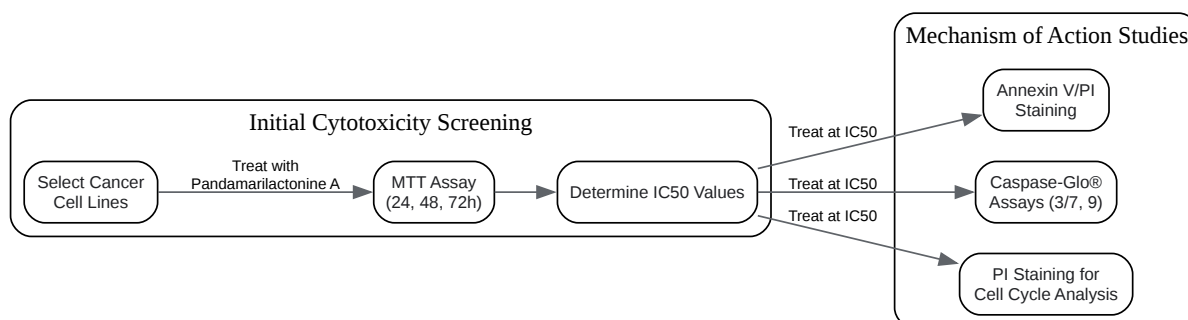 Mechanism of Action Studies
Initial Cytotoxicity Screening
Select Cancer
Cell Lines
Treat with
Pandamarilactonine A
MTT Assay
(24, 48, 72h)
Determine IC50 Values
Treat at IC50
Treat at IC50
Treat at IC50
Annexin V/PI
Staining
Caspase-Glo®
Assays (3/7, 9)
PI Staining for
Cell Cycle Analysis